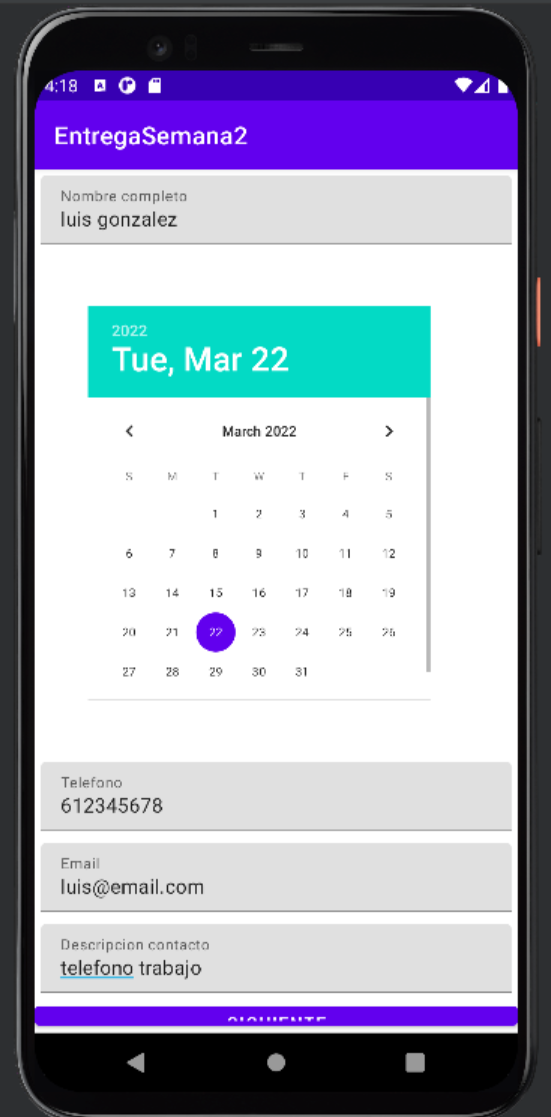 4:18
EntregaSemana2
Nombre completo
luis gonzalez
2022
Tue, Mar 22
March 2022
S M T W T F S
1 2 3 4 5
6 7 8 9 10 11 12
13 14 15 16 17 18 19
20 21 22 23 24 25 26
27 28 29 30 31
Telefono
612345678
Email
luis@email.com
Descripcion contacto
telefono trabajo
SIGUIENTE